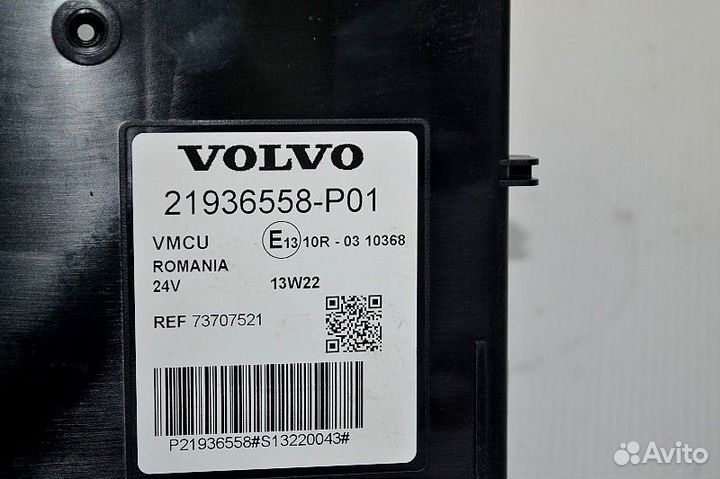 VOLVO
21936558-P01
VMCU E13 10R - 03 10368
ROMANIA
24V 13W22
REF 73707521
P21936558#S13220043#
Avito